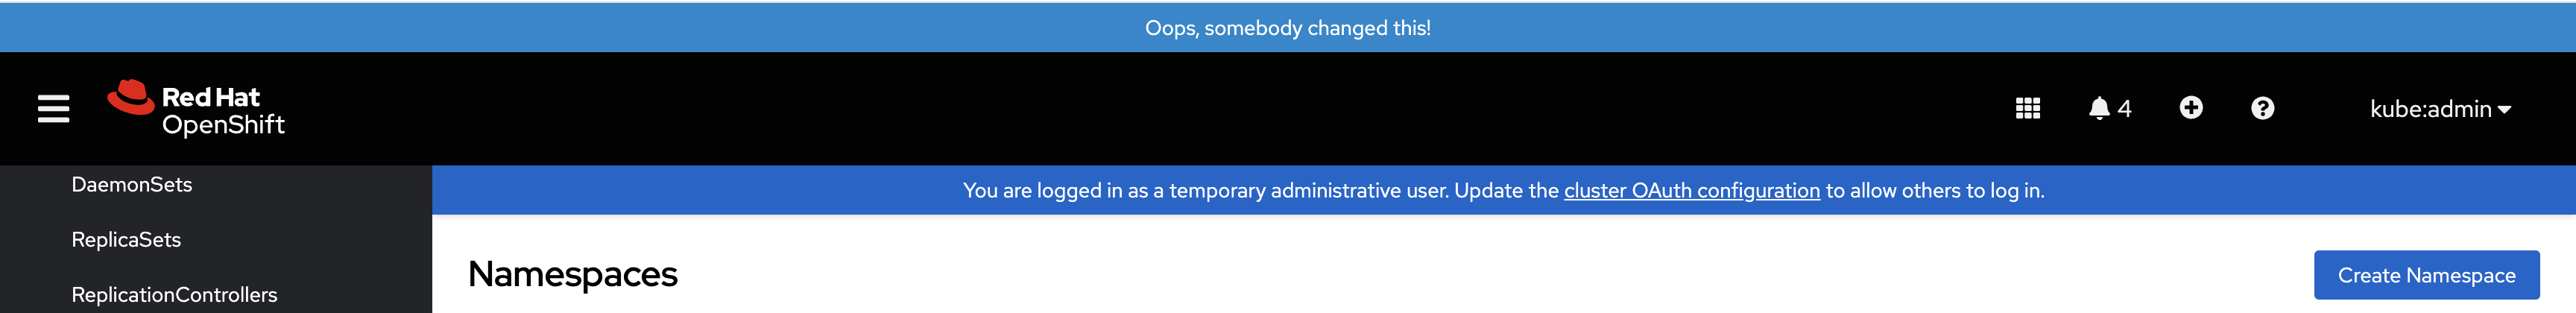 Oops, somebody changed this!
Red Hat
OpenShift
4
kube:admin
DaemonSets
ReplicaSets
ReplicationControllers
You are logged in as a temporary administrative user. Update the cluster OAuth configuration to allow others to log in.
Namespaces
Create Namespace